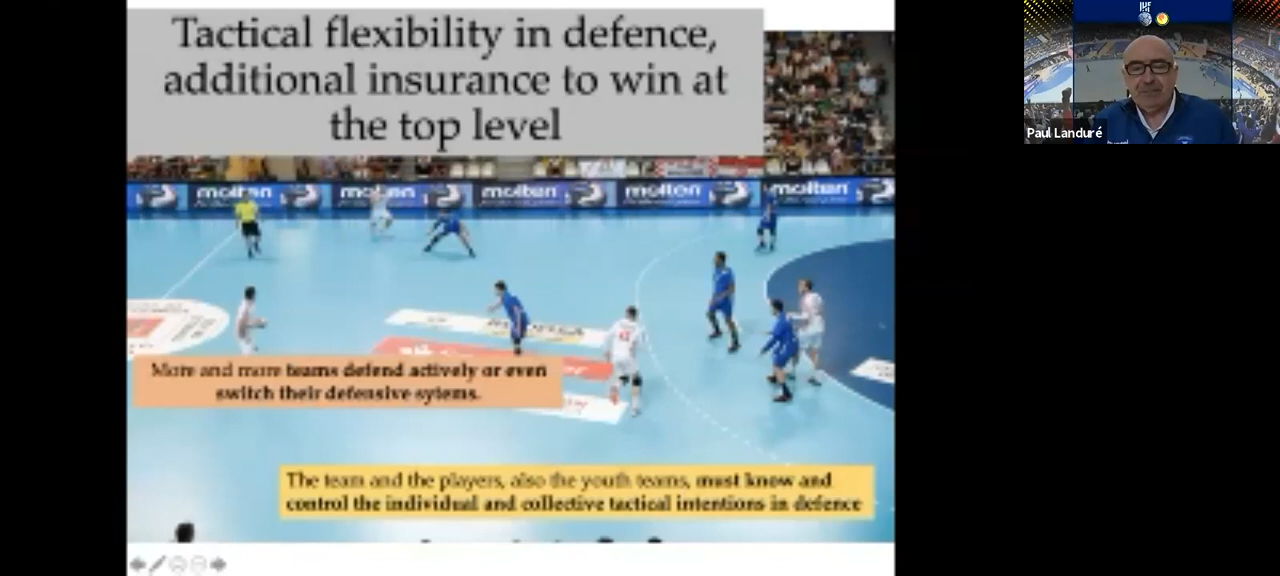 Tactical flexibility in defence,
additional insurance to win at
the top level
molten
molten
molten
molten
molten
More and more teams defend actively or even
switch their defensive sytems.
The team and the players, also the youth teams, must know and
control the individual and collective tactical intentions in defence
IHF
Paul Landuré